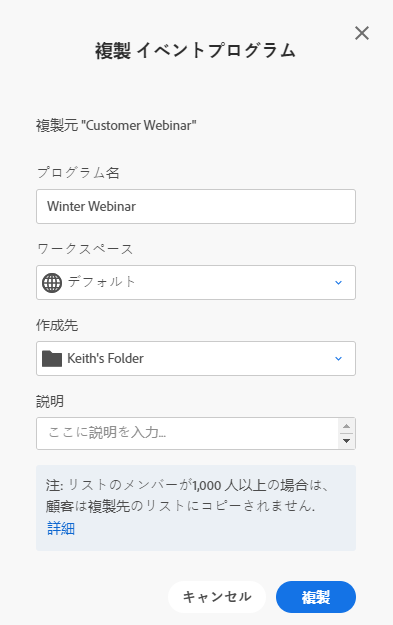 複製 イベントプログラム
複製元 "Customer Webinar"
プログラム名
Winter Webinar
ワークスペース
デフォルト
作成先
Keith's Folder
説明
ここに説明を入力...
注: リストのメンバーが1,000 人以上の場合は、
顧客は複製先のリストにコピーされません.
詳細
キャンセル
複製